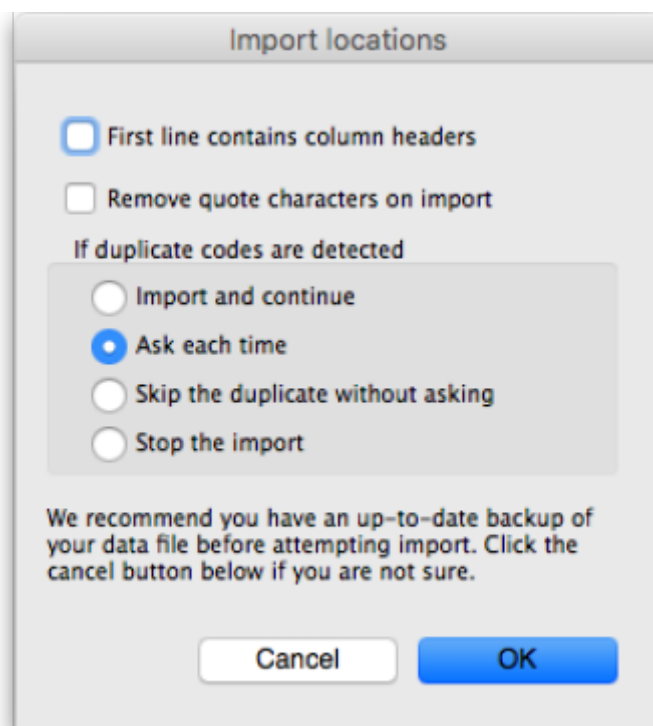 Import locations
First line contains column headers
Remove quote characters on import
If duplicate codes are detected
Import and continue
Ask each time
Skip the duplicate without asking
Stop the import
We recommend you have an up-to-date backup of
your data file before attempting import. Click the
cancel button below if you are not sure.
Cancel OK